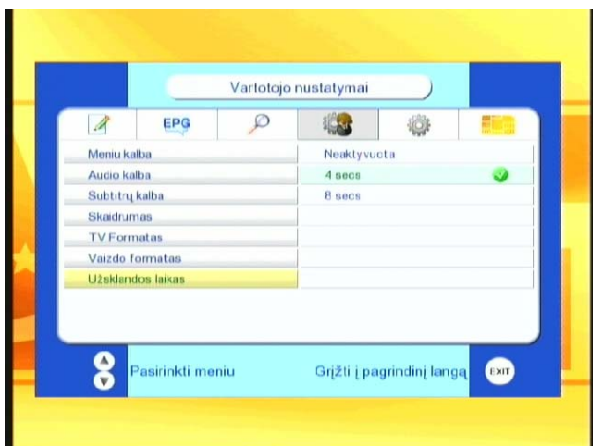 Vartotojo nustatymai
EPG
Meniu kalba
Neaktyvuota
Audio kalba
4 secs
Subtitrų kalba
8 secs
Skaidrumas
TV Formatas
Vaizdo formatas
Užsklandos laikas
Pasirinkti meniu
Grįžti į pagrindinį langą
EXIT